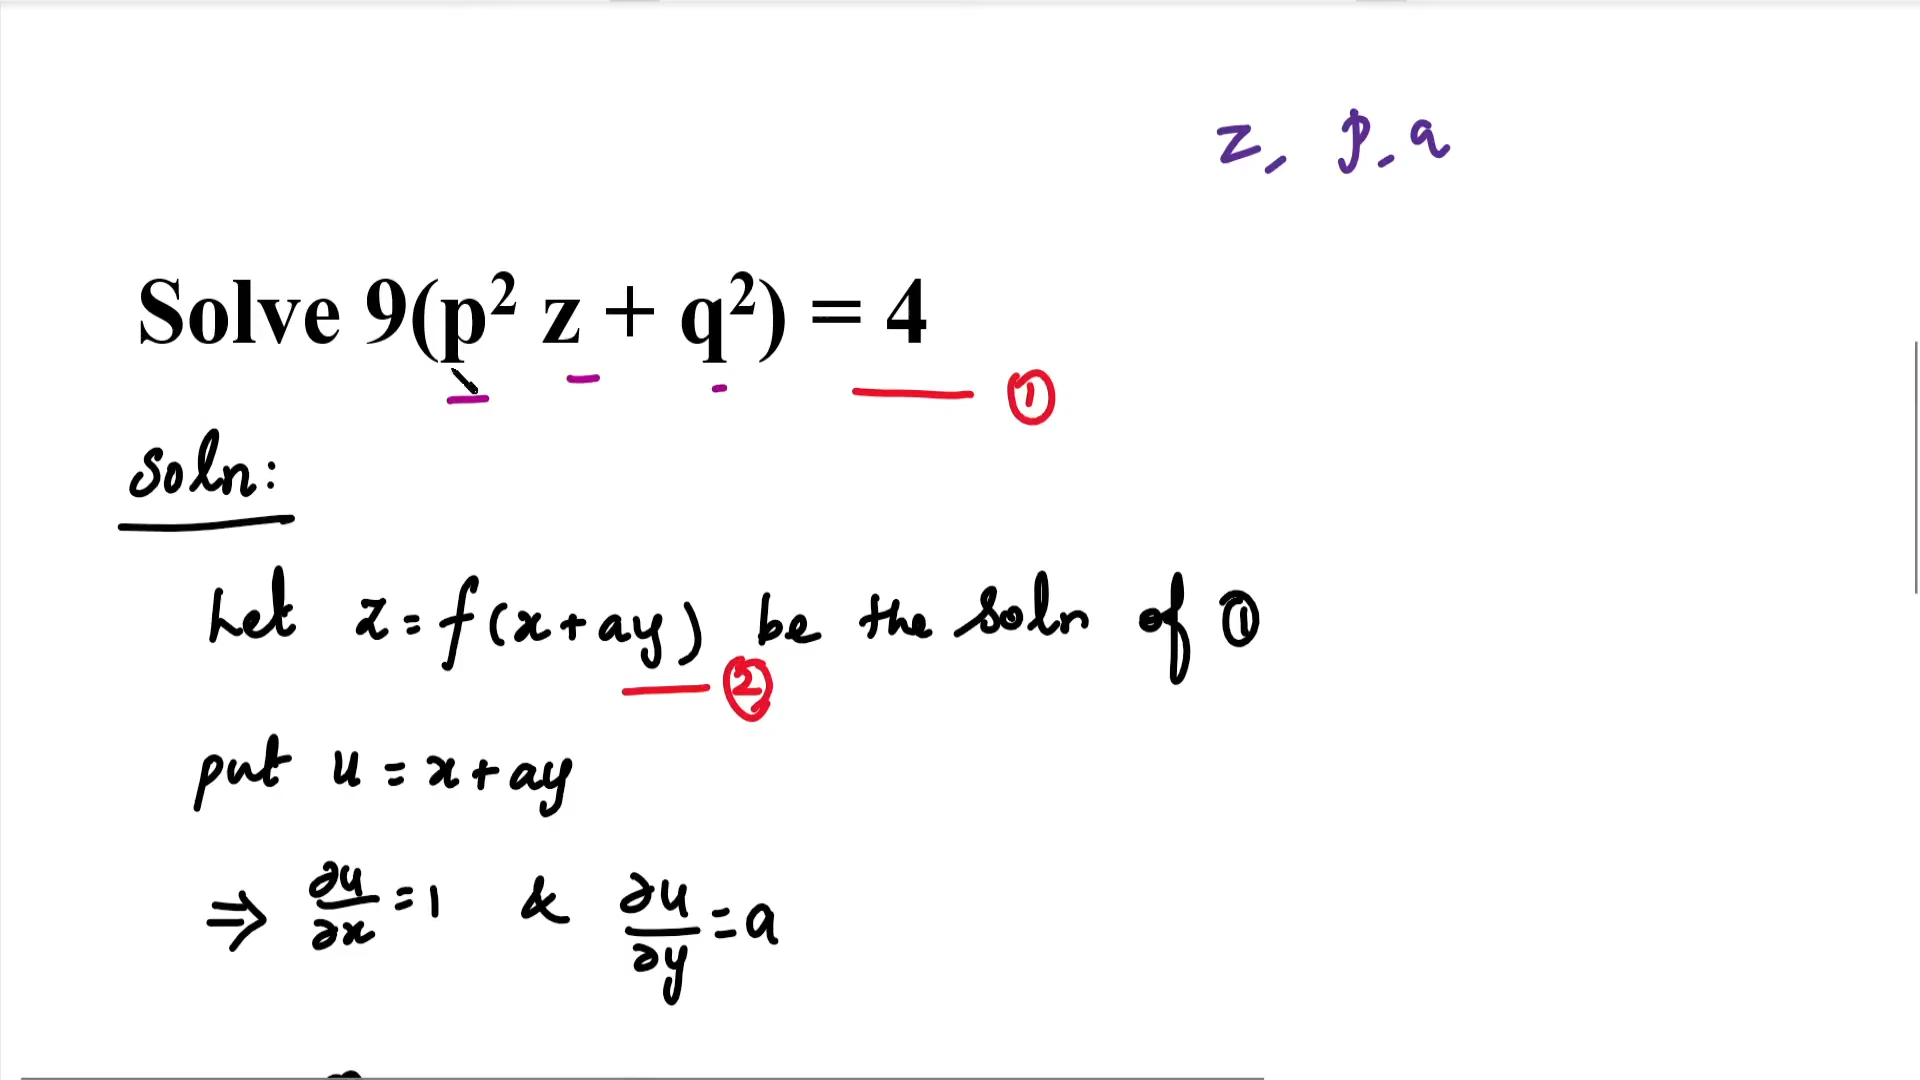 z, p, q
Solve 9(p² z + q²) = 4
①
Soln:
Let z = f(x + ay) be the soln of ①
②
put u = x + ay
⇒ ∂u/∂x = 1 & ∂u/∂y = a